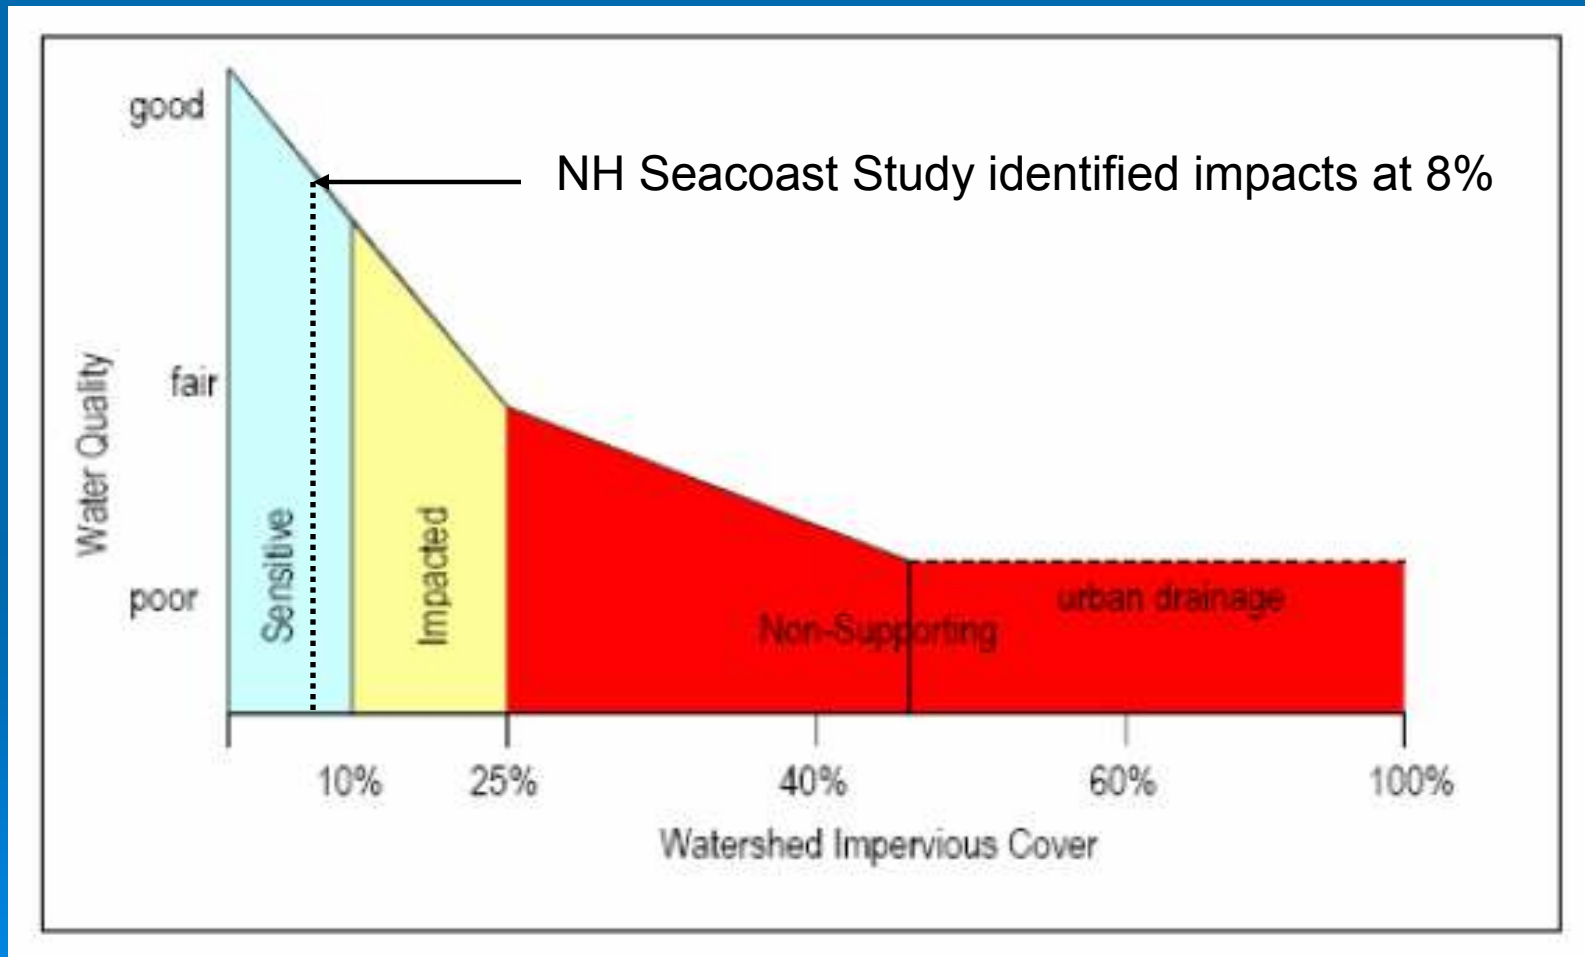 good
NH Seacoast Study identified impacts at 8%
fair
Water Quality
poor
Sensitive
Impacted
Non-Supporting
urban drainage
10% 25% 40% 60% 100%
Watershed Impervious Cover